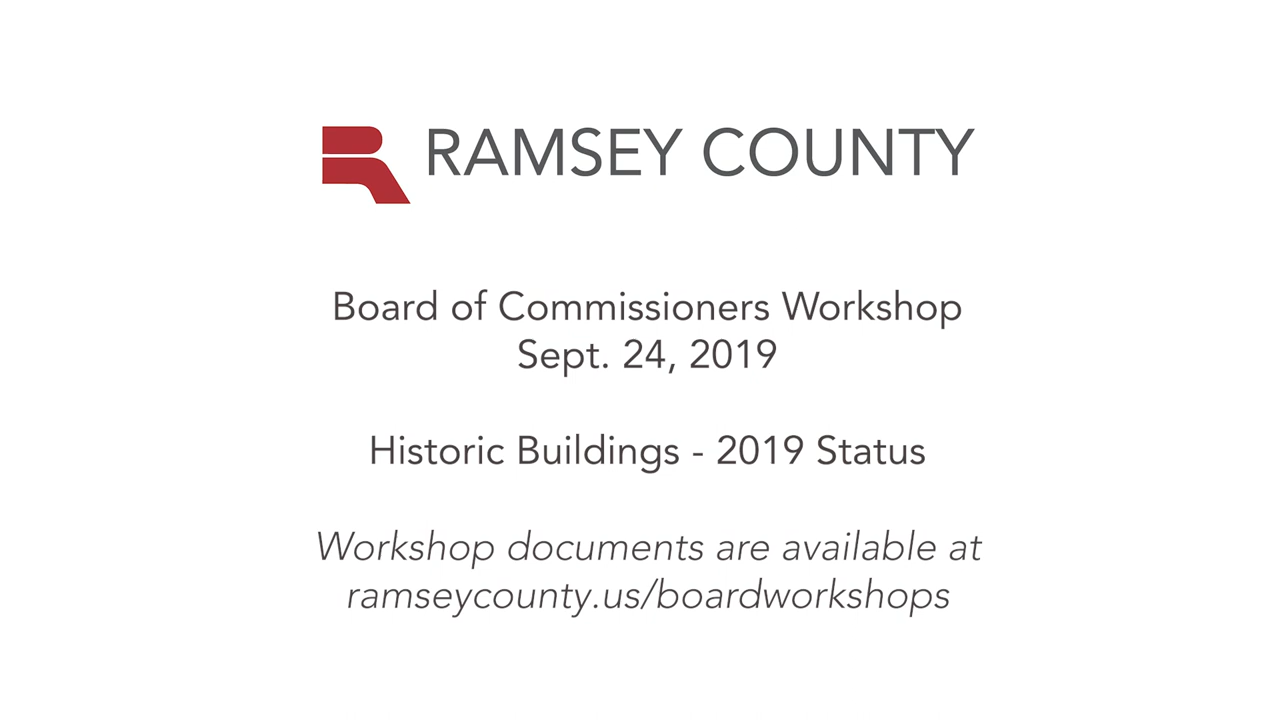 RAMSEY COUNTY
Board of Commissioners Workshop
Sept. 24, 2019
Historic Buildings - 2019 Status
Workshop documents are available at
ramseycounty.us/boardworkshops